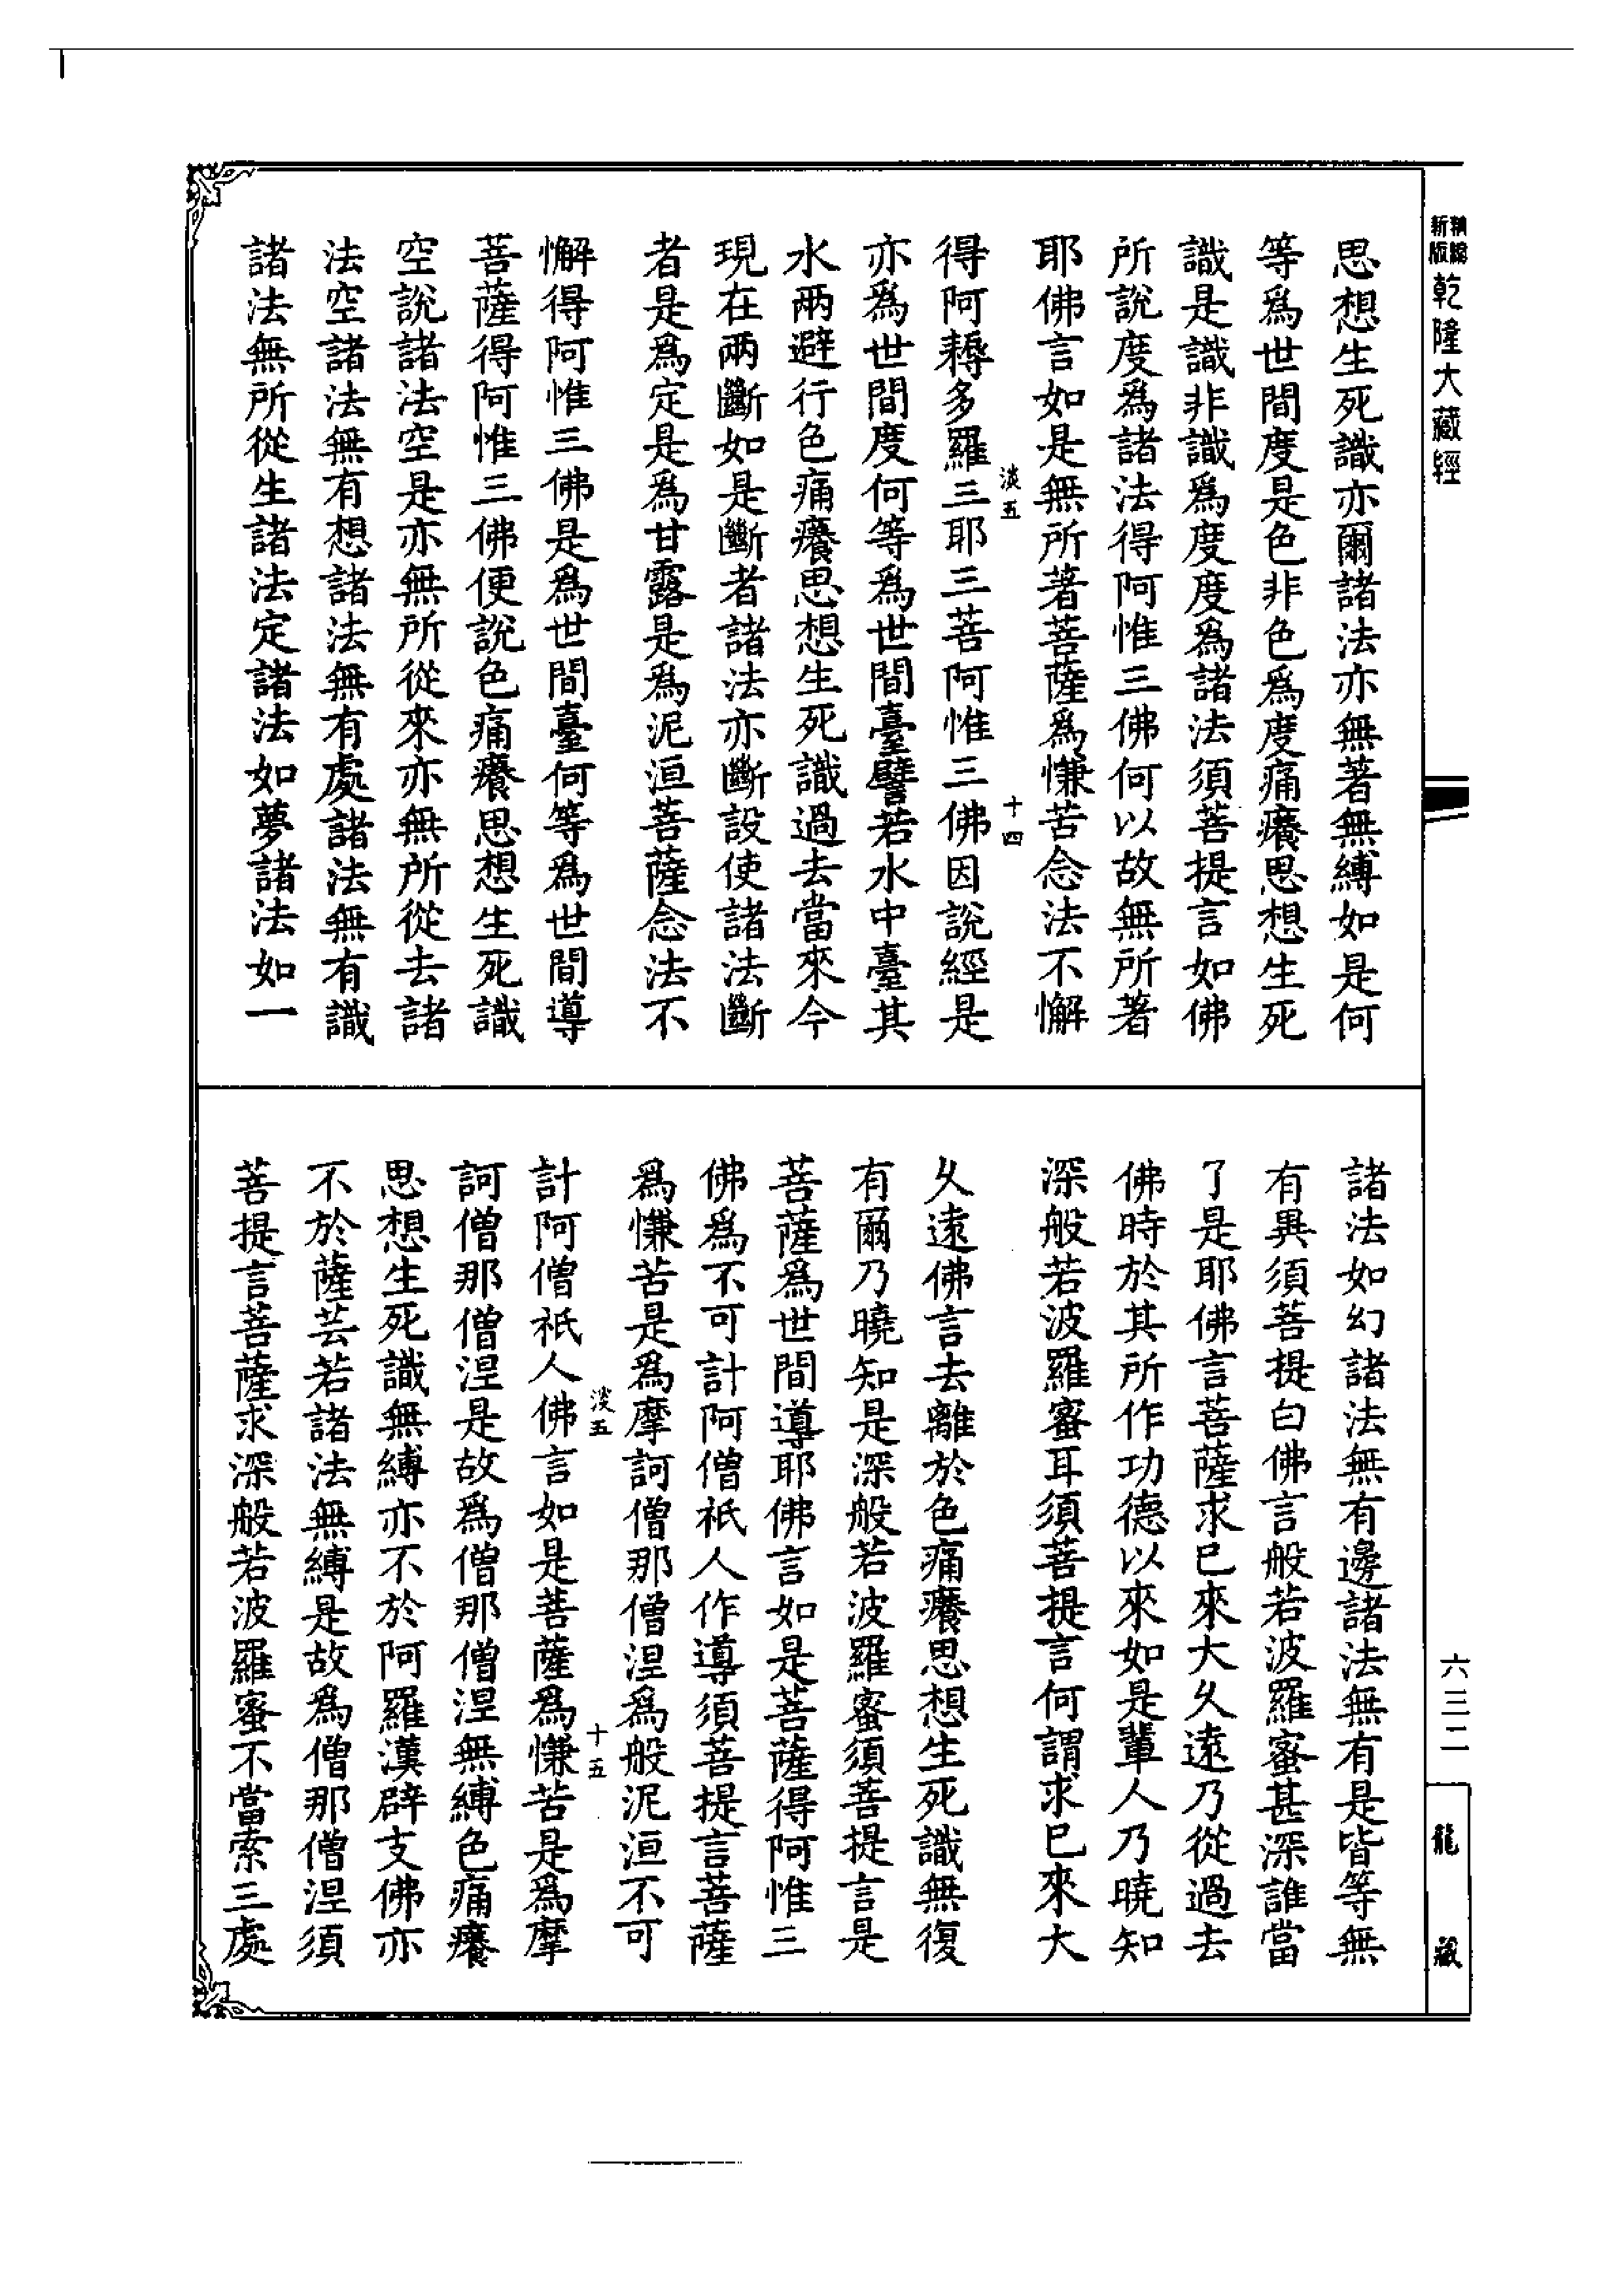 新編
新版
乾隆大藏經
思想生死識亦爾諸法亦無著無縛如是何
等爲世間度是色非色爲度痛癢思想生死
識是識非識爲度度爲諸法須菩提言如佛
所說度爲諸法得阿惟三佛何以故無所著
耶佛言如是無所著菩薩爲慊苦念法不懈
淡五
十四
得阿耨多羅三耶三菩阿惟三佛因說經是
亦爲世間度何等爲世間臺譬若水中臺其
水兩避行色痛癢思想生死識過去當來今
現在兩斷如是斷者諸法亦斷設使諸法斷
者是爲定是爲甘露是爲泥洹菩薩念法不
懈得阿惟三佛是爲世間臺何等爲世間導
菩薩得阿惟三佛便說色痛癢思想生死識
空說諸法空是亦無所從來亦無所從去諸
法空諸法無有想諸法無有處諸法無有識
諸法無所從生諸法定諸法如夢諸法如一
諸法如幻諸法無有邊諸法無有是皆等無
有異須菩提白佛言般若波羅蜜甚深誰當
了是耶佛言菩薩求已來大久遠乃從過去
佛時於其所作功德以來如是輩人乃曉知
深般若波羅蜜耳須菩提言何謂求已來大
久遠佛言去離於色痛癢思想生死識無復
有爾乃曉知是深般若波羅蜜須菩提言是
菩薩爲世間導耶佛言如是菩薩得阿惟三
佛爲不可計阿僧祇人作導須菩提言菩薩
爲慊苦是爲摩訶僧那僧涅爲般泥洹不可
淡五
十五
計阿僧祇人佛言如是菩薩爲慊苦是爲摩
訶僧那僧涅是故爲僧那僧涅無縛色痛癢
思想生死識無縛亦不於阿羅漢辟支佛亦
不於薩芸若諸法無縛是故爲僧那僧涅須
菩提言菩薩求深般若波羅蜜不當索三處
六三二
龍藏